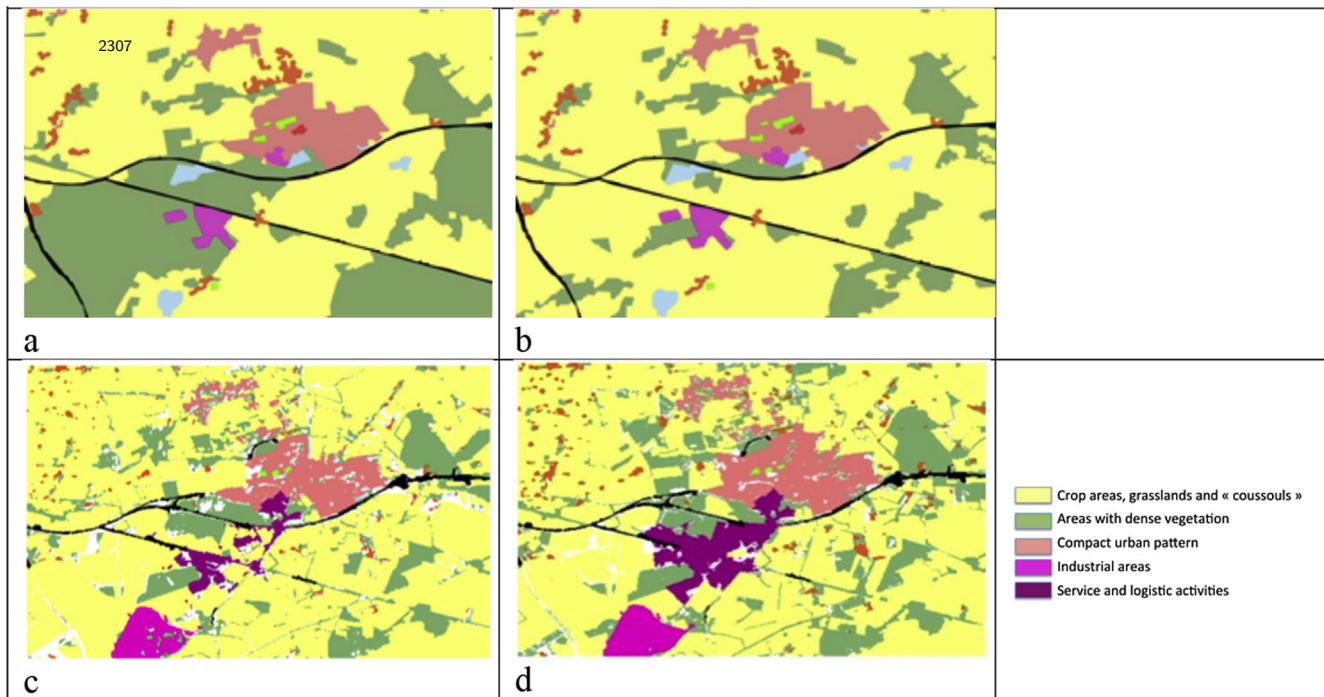 2307
a
b
c
d
Crop areas, grasslands and « coussouls »
Areas with dense vegetation
Compact urban pattern
Industrial areas
Service and logistic activities